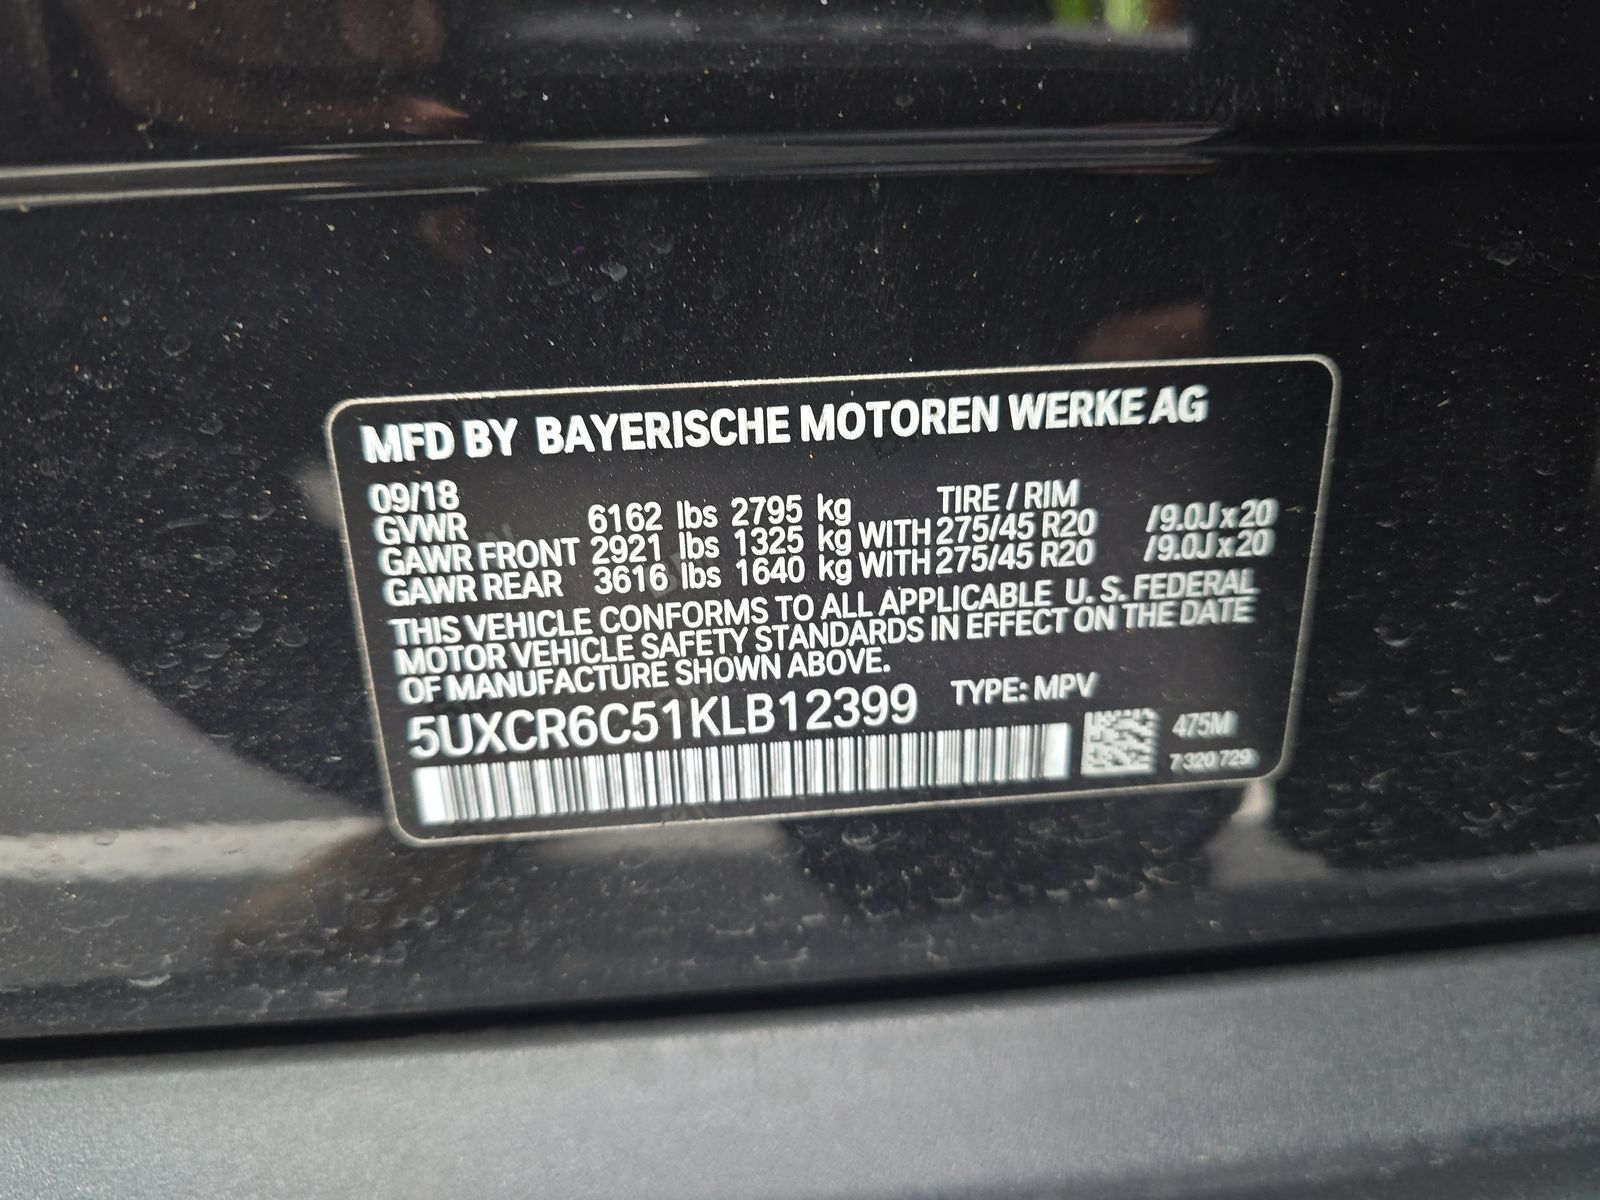 MFD BY BAYERISCHE MOTOREN WERKE AG
09/18 TIRE / RIM
GVWR 6162 lbs 2795 kg
GAWR FRONT 2921 lbs 1325 kg WITH 275/45 R20 /9.0J x 20
GAWR REAR 3616 lbs 1640 kg WITH 275/45 R20 /9.0J x 20
THIS VEHICLE CONFORMS TO ALL APPLICABLE U. S. FEDERAL
MOTOR VEHICLE SAFETY STANDARDS IN EFFECT ON THE DATE
OF MANUFACTURE SHOWN ABOVE.
5UXCR6C51KLB12399 TYPE: MPV
475M
7 320 729